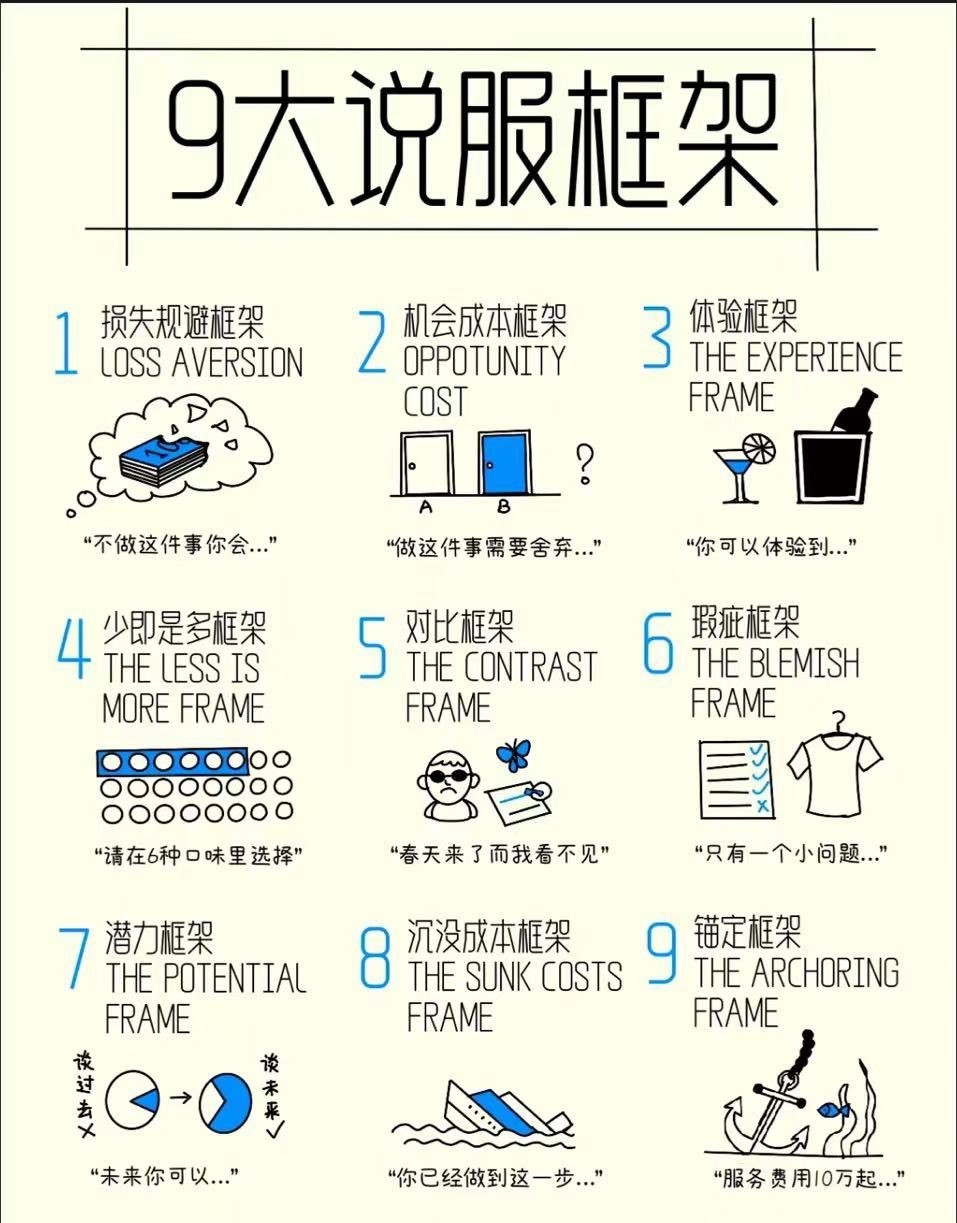 9大说服框架
1 损失规避框架
LOSS AVERSION
100
"不做这件事你会..."
2 机会成本框架
OPPOTUNITY
COST
A B ?
"做这件事需要舍弃..."
3 体验框架
THE EXPERIENCE
FRAME
"你可以体验到..."
4 少即是多框架
THE LESS IS
MORE FRAME
"请在6种口味里选择"
5 对比框架
THE CONTRAST
FRAME
"春天来了而我看不见"
6 瑕疵框架
THE BLEMISH
FRAME
"只有一个小问题..."
7 潜力框架
THE POTENTIAL
FRAME
谈过去×
谈未来✓
"未来你可以..."
8 沉没成本框架
THE SUNK COSTS
FRAME
"你已经做到这一步..."
9 锚定框架
THE ARCHORING
FRAME
"服务费用10万起..."